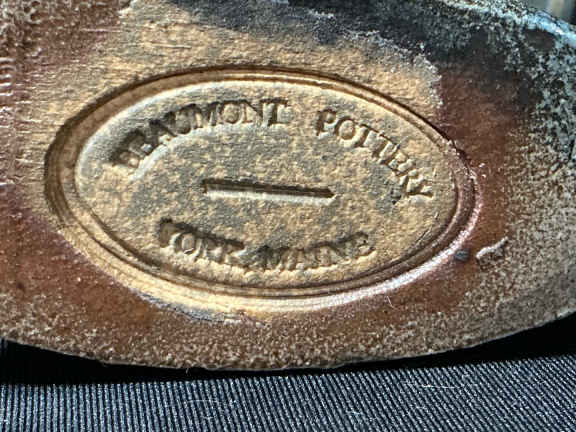 BEAUMONT POTTERY
YORK, MAINE